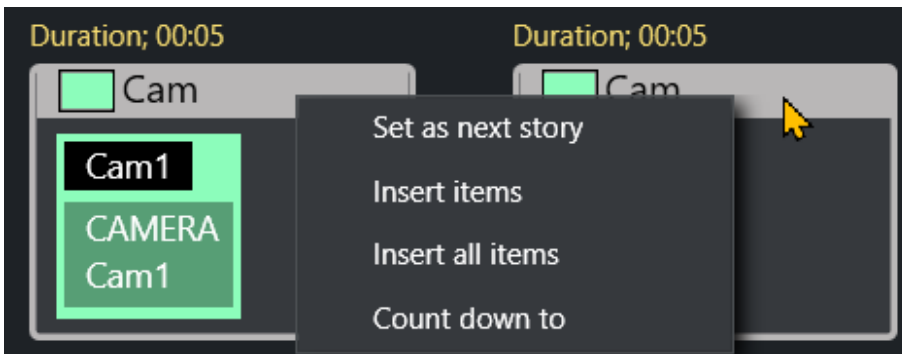 Duration; 00:05
Cam
Cam1
CAMERA
Cam1
Duration; 00:05
Cam
Set as next story
Insert items
Insert all items
Count down to